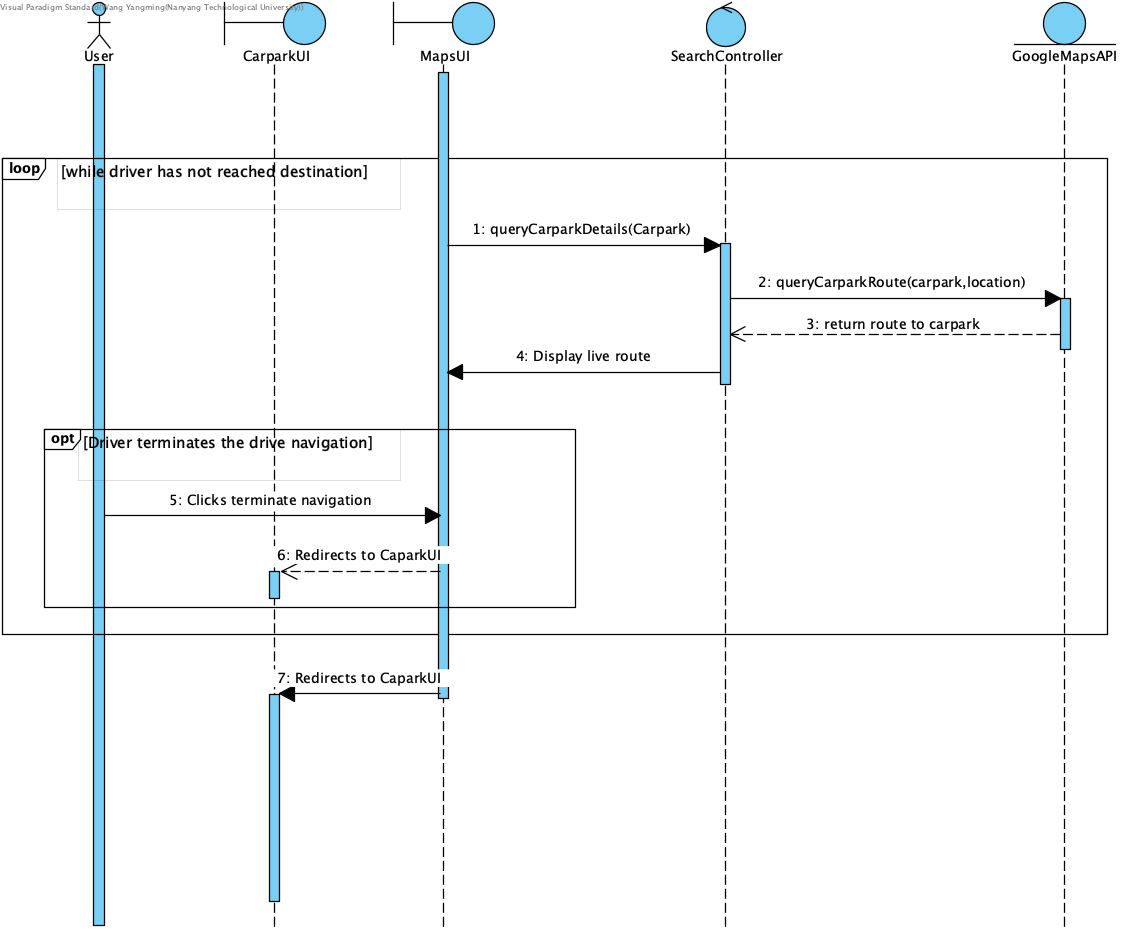 Visual Paradigm Standard(Wang Yangming(Nanyang Technological University))
User
CarparkUI
MapsUI
SearchController
GoogleMapsAPI
loop
[while driver has not reached destination]
1: queryCarparkDetails(Carpark)
2: queryCarparkRoute(carpark,location)
3: return route to carpark
4: Display live route
opt
[Driver terminates the drive navigation]
5: Clicks terminate navigation
6: Redirects to CaparkUI
7: Redirects to CaparkUI